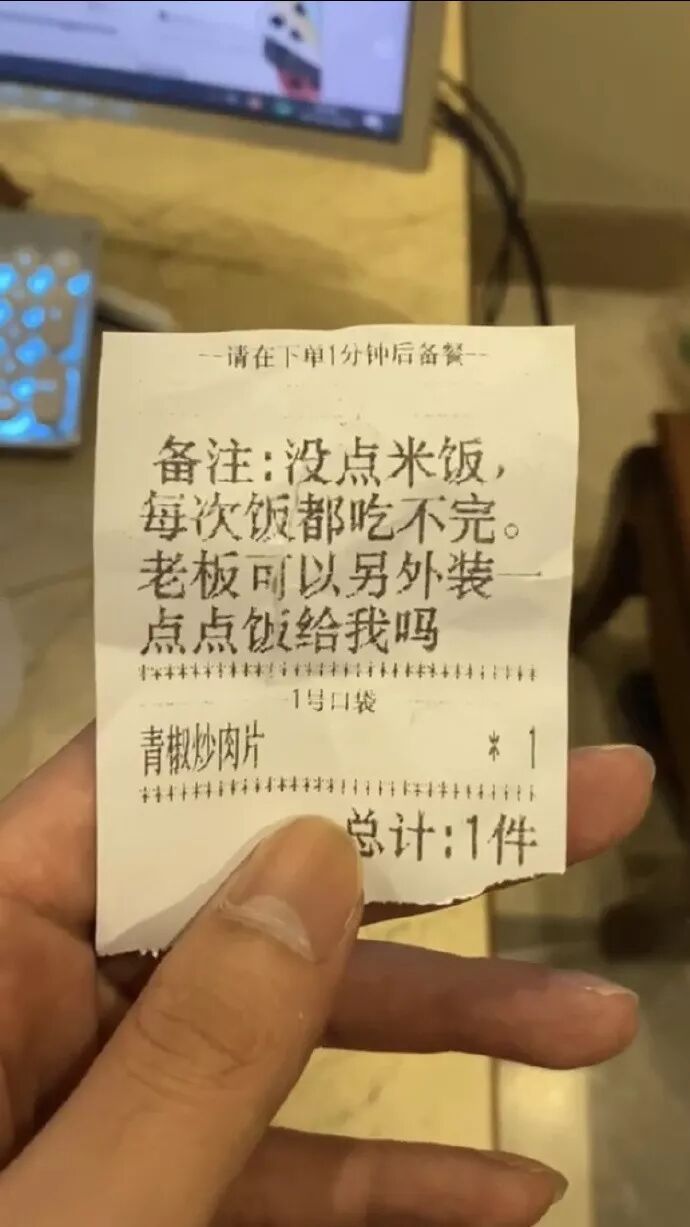 --请在下单1分钟后备餐--
备注:没点米饭,
每次饭都吃不完。
老板可以另外装一
点点饭给我吗
1号口袋
青椒炒肉片 * 1
总计:1件